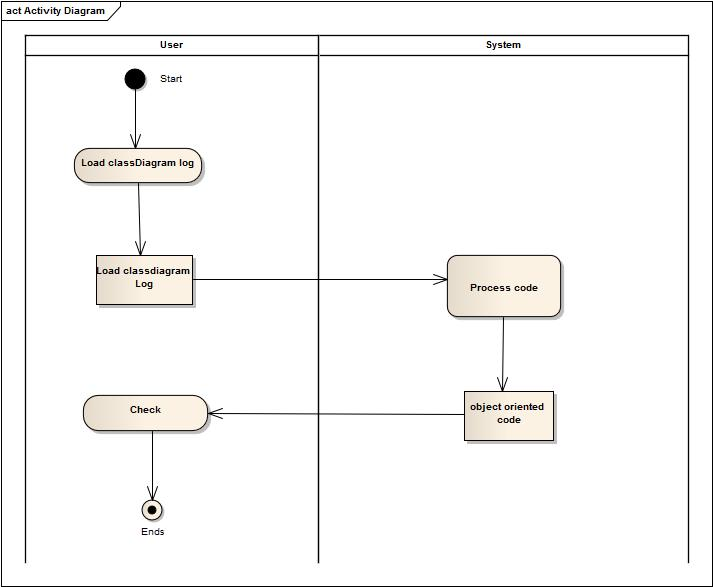 act Activity Diagram
User
System
Start
Load classDiagram log
Load classdiagram
Log
Process code
Check
object oriented
code
Ends